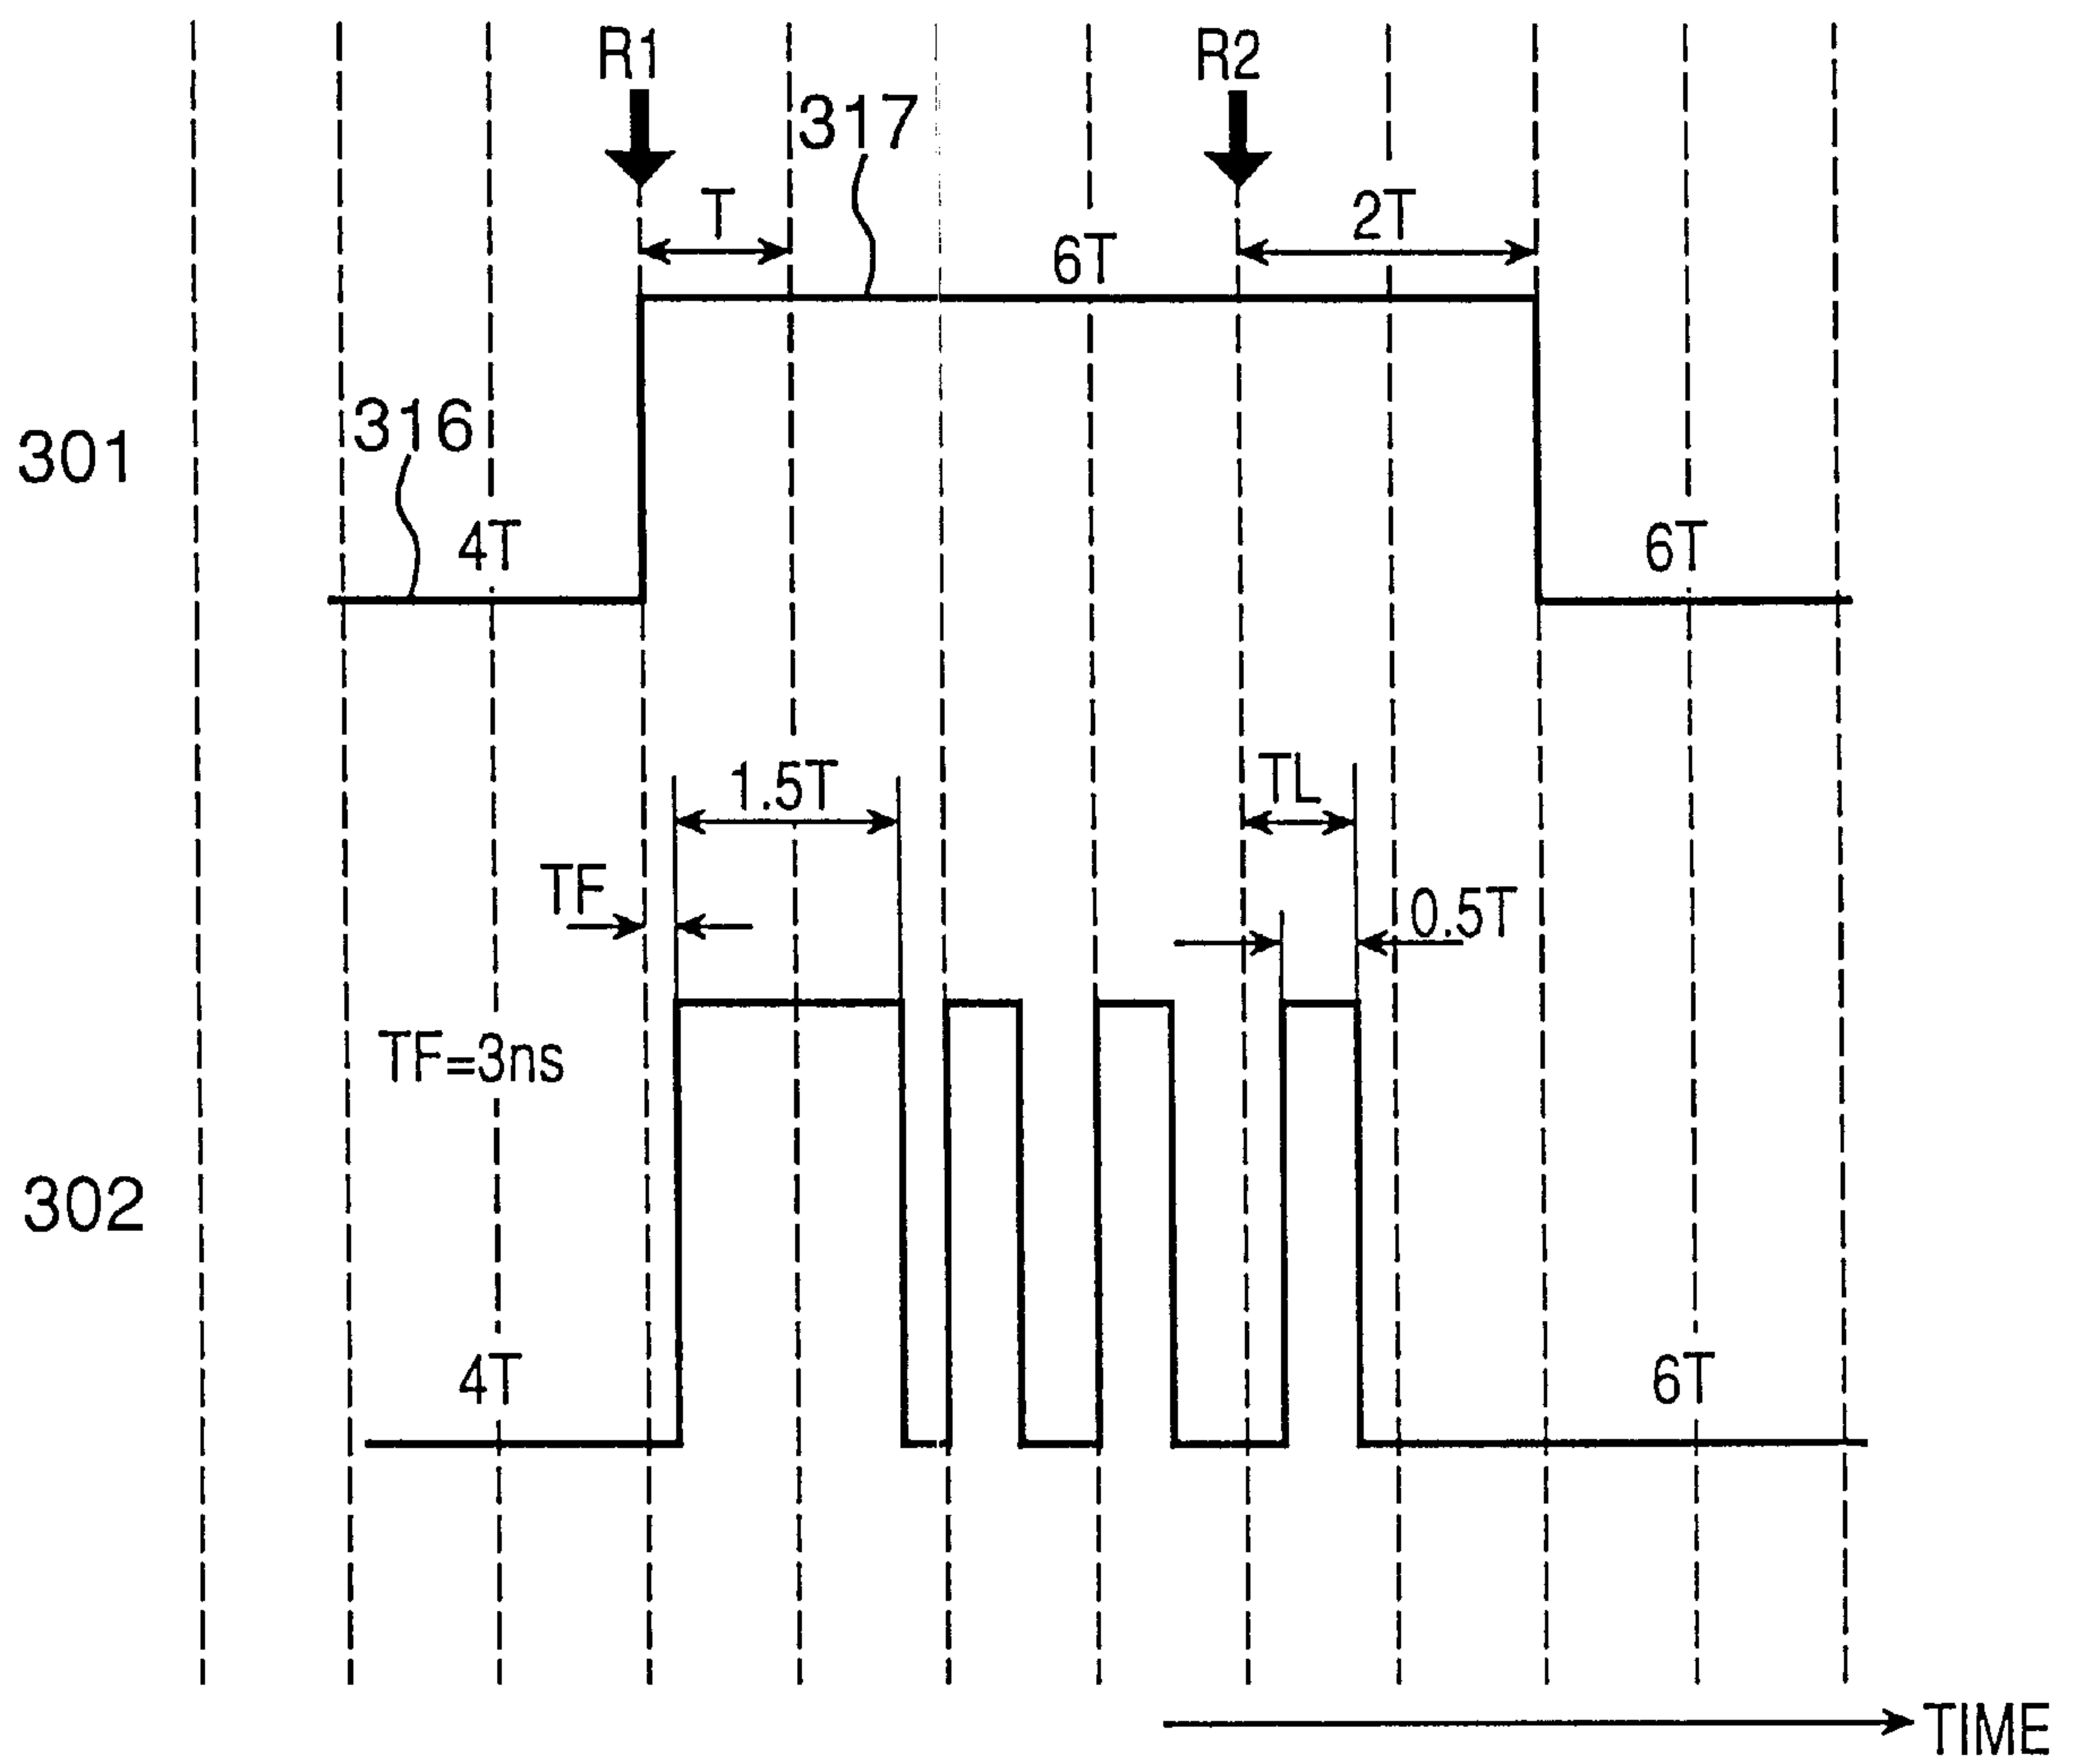 R1
R2
317
T
2T
6T
316
301
4T
6T
1.5T
TL
TF
0.5T
TF=3ns
302
4T
6T
TIME